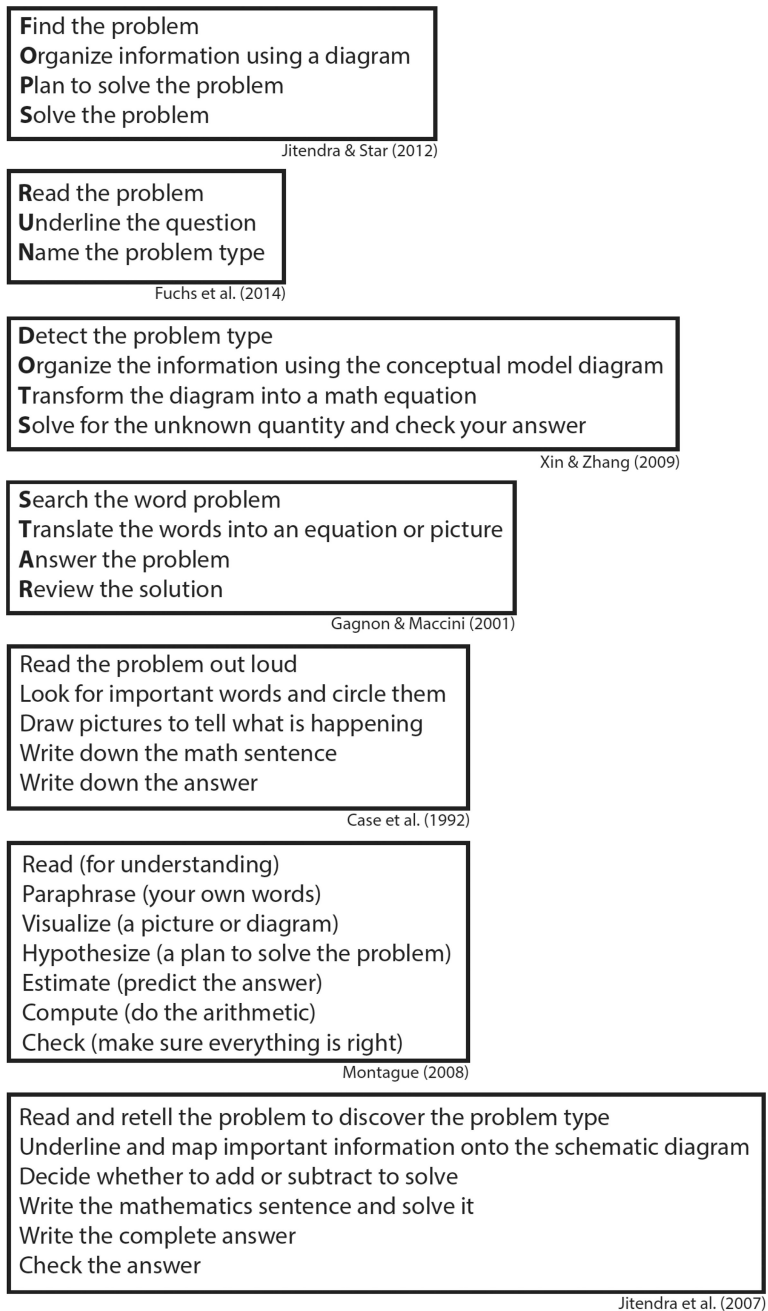 Find the problem
Organize information using a diagram
Plan to solve the problem
Solve the problem
Jitendra & Star (2012)
Read the problem
Underline the question
Name the problem type
Fuchs et al. (2014)
Detect the problem type
Organize the information using the conceptual model diagram
Transform the diagram into a math equation
Solve for the unknown quantity and check your answer
Xin & Zhang (2009)
Search the word problem
Translate the words into an equation or picture
Answer the problem
Review the solution
Gagnon & Maccini (2001)
Read the problem out loud
Look for important words and circle them
Draw pictures to tell what is happening
Write down the math sentence
Write down the answer
Case et al. (1992)
Read (for understanding)
Paraphrase (your own words)
Visualize (a picture or diagram)
Hypothesize (a plan to solve the problem)
Estimate (predict the answer)
Compute (do the arithmetic)
Check (make sure everything is right)
Montague (2008)
Read and retell the problem to discover the problem type
Underline and map important information onto the schematic diagram
Decide whether to add or subtract to solve
Write the mathematics sentence and solve it
Write the complete answer
Check the answer
Jitendra et al. (2007)